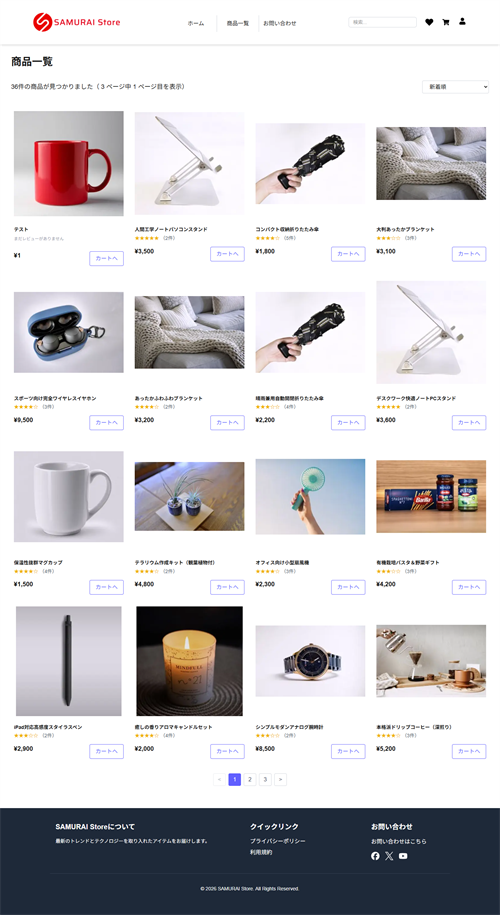 SAMURAI Store
ホーム 商品一覧 お問い合わせ 検索...
商品一覧
36件の商品が見つかりました（ 3 ページ中 1 ページ目を表示）
新着順
テスト
まだレビューがありません
¥1
カートへ
人間工学ノートパソコンスタンド
★★★★★ （2件）
¥3,500
カートへ
コンパクト収納折りたたみ傘
★★★★☆ （5件）
¥1,800
カートへ
大判あったかブランケット
★★★☆☆ （3件）
¥3,100
カートへ
スポーツ向け完全ワイヤレスイヤホン
★★★★☆ （3件）
¥9,500
カートへ
あったかふわふわブランケット
★★★★☆ （2件）
¥3,200
カートへ
晴雨兼用自動開閉折りたたみ傘
★★★☆☆ （4件）
¥2,200
カートへ
デスクワーク快適ノートPCスタンド
★★★★★ （2件）
¥3,600
カートへ
保温性抜群マグカップ
★★★★☆ （4件）
¥1,500
カートへ
テラリウム作成キット（観葉植物付）
★★★★☆ （2件）
¥4,800
カートへ
オフィス向け小型扇風機
★★★★☆ （3件）
¥2,300
カートへ
Barilla
有機栽培パスタ&野菜ギフト
★★★★☆ （3件）
¥4,200
カートへ
iPad対応高感度スタイラスペン
★★★☆☆ （2件）
¥2,900
カートへ
癒しの香りアロマキャンドルセット
★★★★☆ （4件）
¥2,000
カートへ
シンプルモダンアナログ腕時計
★★★☆☆ （2件）
¥8,500
カートへ
本格派ドリップコーヒー（深煎り）
★★★★☆ （3件）
¥5,200
カートへ
« 1 2 3 »
SAMURAI Storeについて
最新のトレンドとテクノロジーを取り入れたアイテムをお届けします。
クイックリンク
プライバシーポリシー
利用規約
お問い合わせ
お問い合わせはこちら
© 2026 SAMURAI Store. All Rights Reserved.